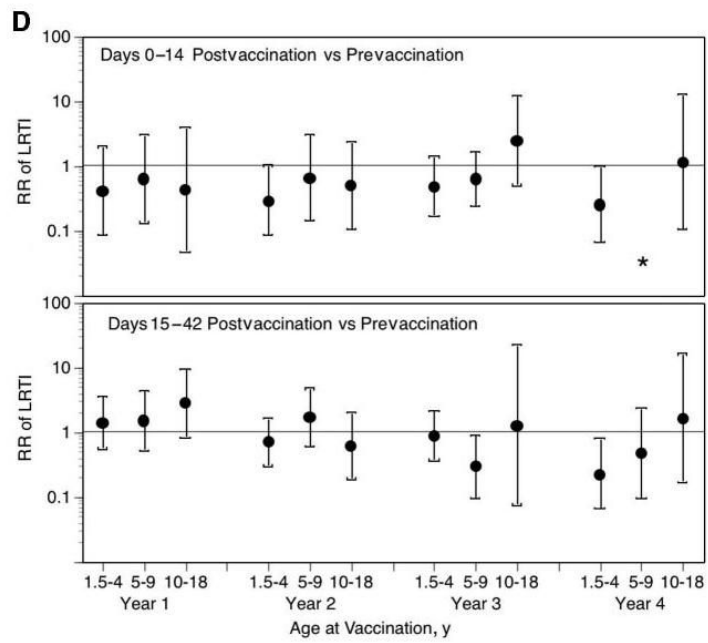 D
100
Days 0–14 Postvaccination vs Prevaccination
10
1
0.1
RR of LRTI
*
100
Days 15–42 Postvaccination vs Prevaccination
10
1
0.1
RR of LRTI
1.5-4 5-9 10-18 1.5-4 5-9 10-18 1.5-4 5-9 10-18 1.5-4 5-9 10-18
Year 1 Year 2 Year 3 Year 4
Age at Vaccination, y